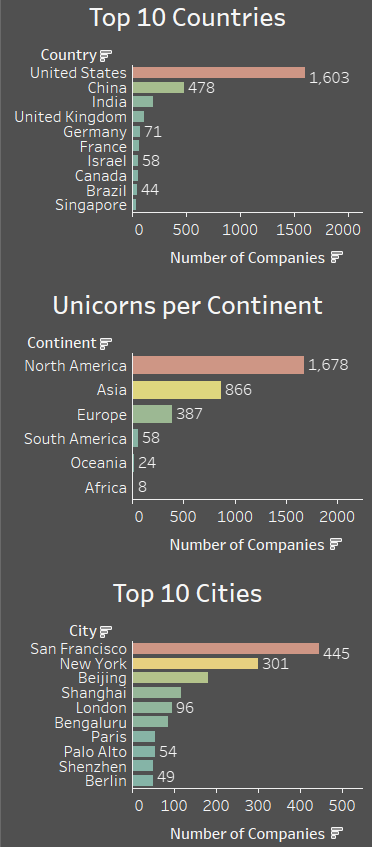 Top 10 Countries
Country
United States 1,603
China 478
India
United Kingdom
Germany 71
France
Israel 58
Canada
Brazil 44
Singapore
0 500 1000 1500 2000
Number of Companies
Unicorns per Continent
Continent
North America 1,678
Asia 866
Europe 387
South America 58
Oceania 24
Africa 8
0 500 1000 1500 2000
Number of Companies
Top 10 Cities
City
San Francisco 445
New York 301
Beijing
Shanghai
London 96
Bengaluru
Paris
Palo Alto 54
Shenzhen
Berlin 49
0 100 200 300 400 500
Number of Companies